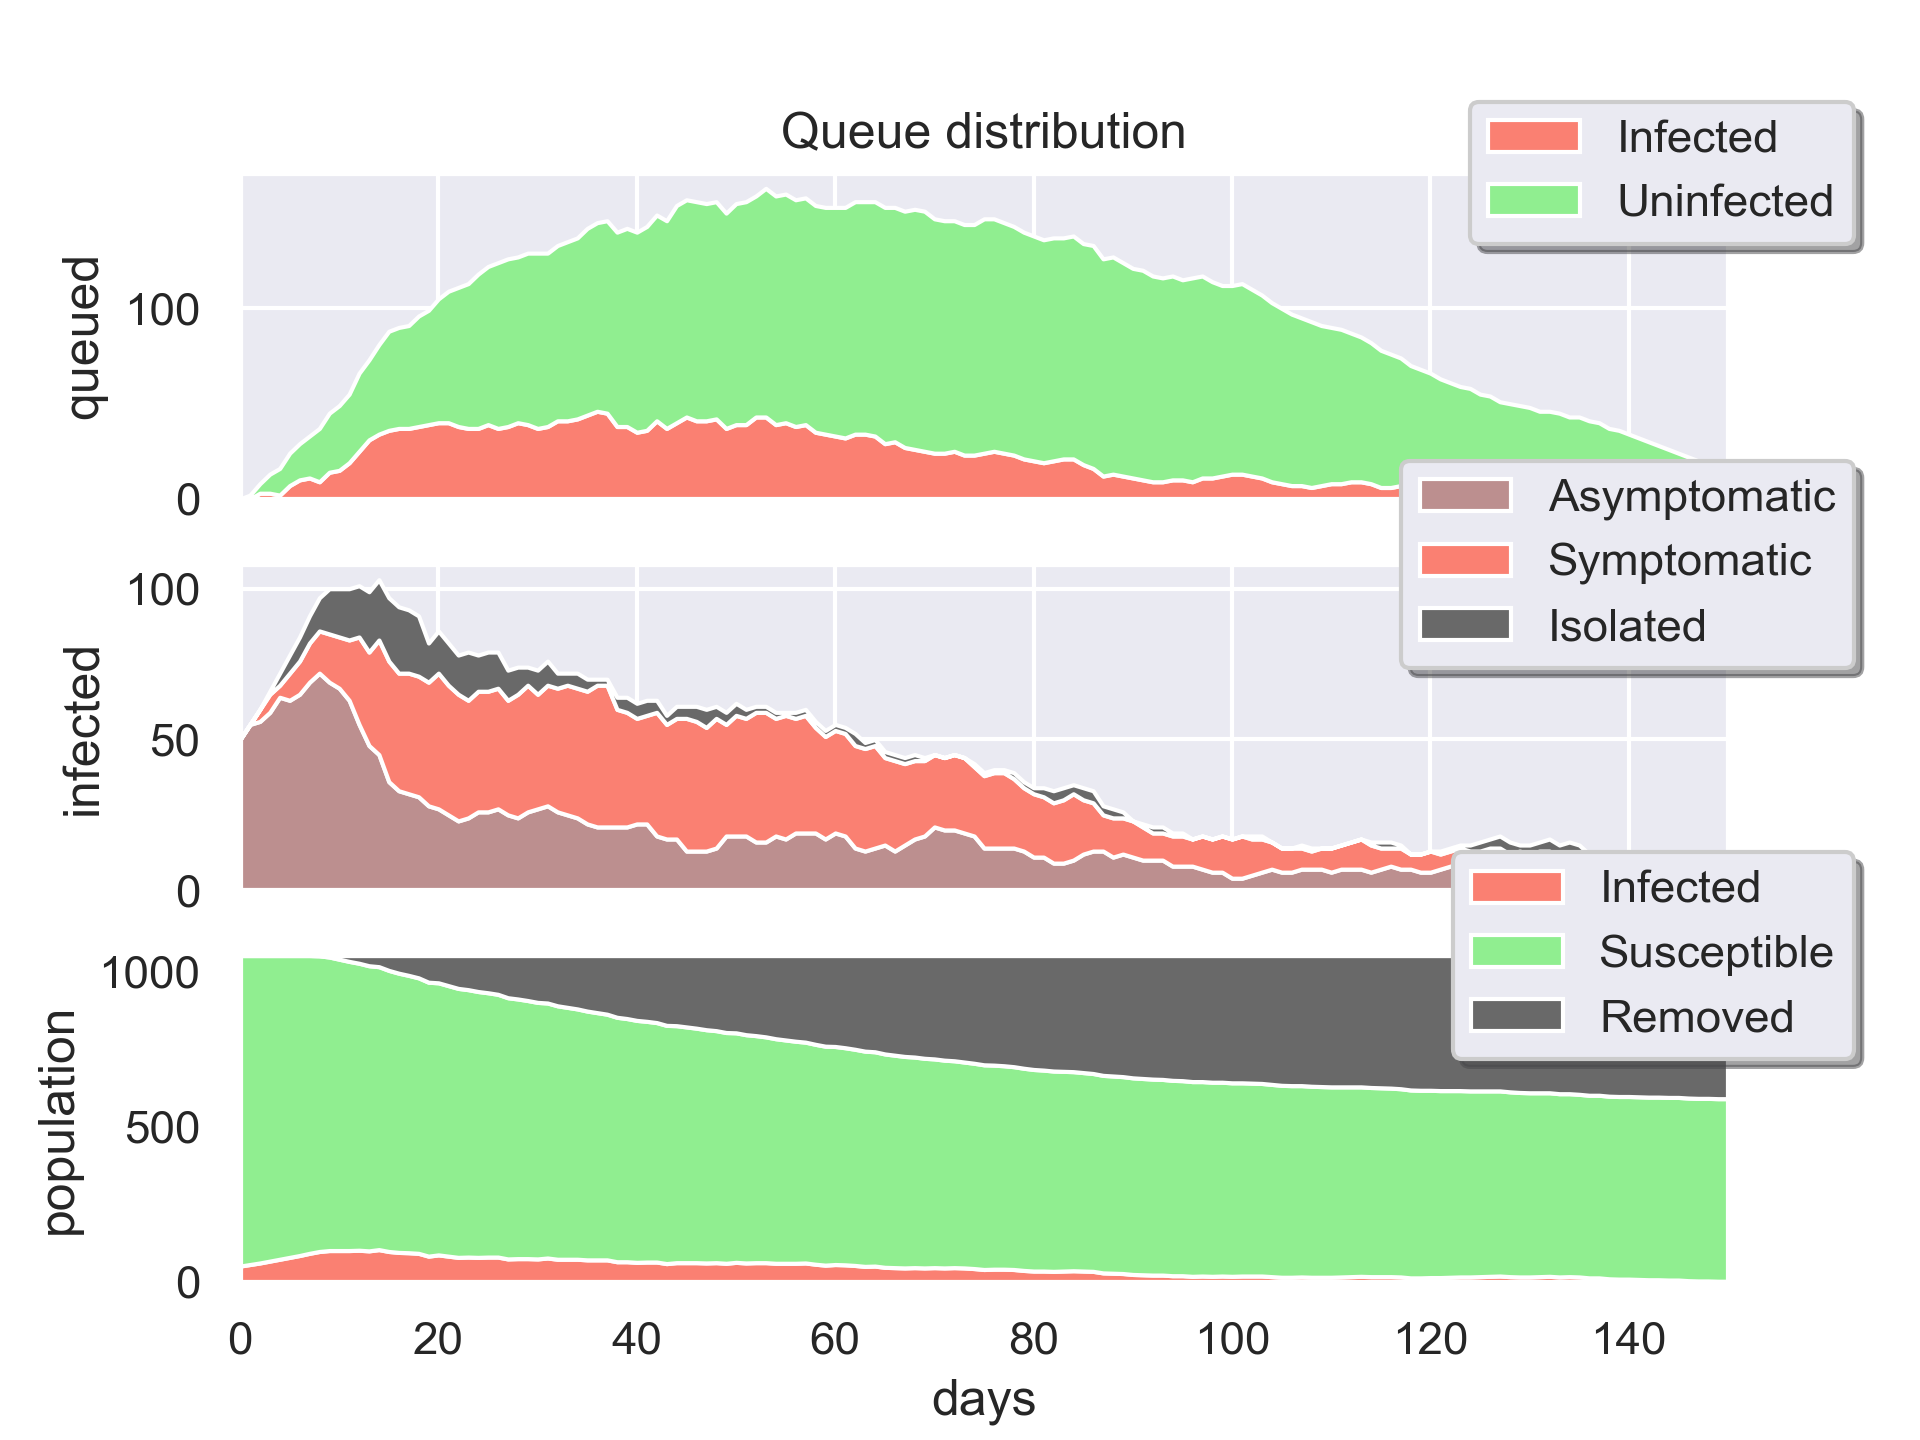 Queue distribution
Infected
Uninfected
queued
100
0
Asymptomatic
Symptomatic
Isolated
infected
100
50
0
Infected
Susceptible
Removed
population
1000
500
0
0 20 40 60 80 100 120 140
days